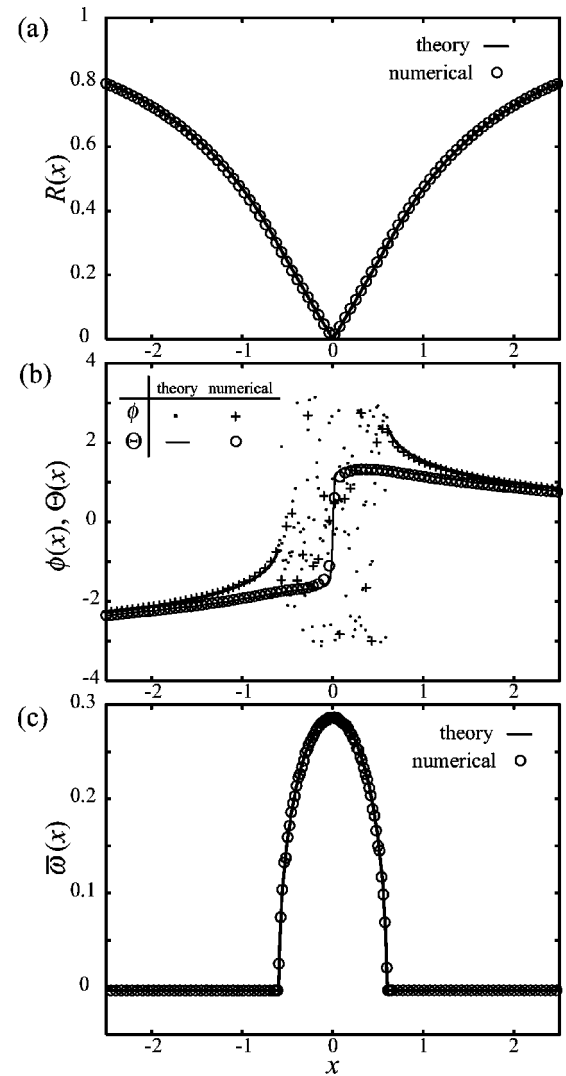 (a)
1
0.8
0.6
0.4
0.2
0
R(x)
theory
numerical
-2 -1 0 1 2
(b)
4
2
0
-2
-4
ϕ(x), Θ(x)
theory numerical
ϕ
Θ
-2 -1 0 1 2
(c)
0.3
0.2
0.1
0
ω̅(x)
theory
numerical
-2 -1 0 1 2
x